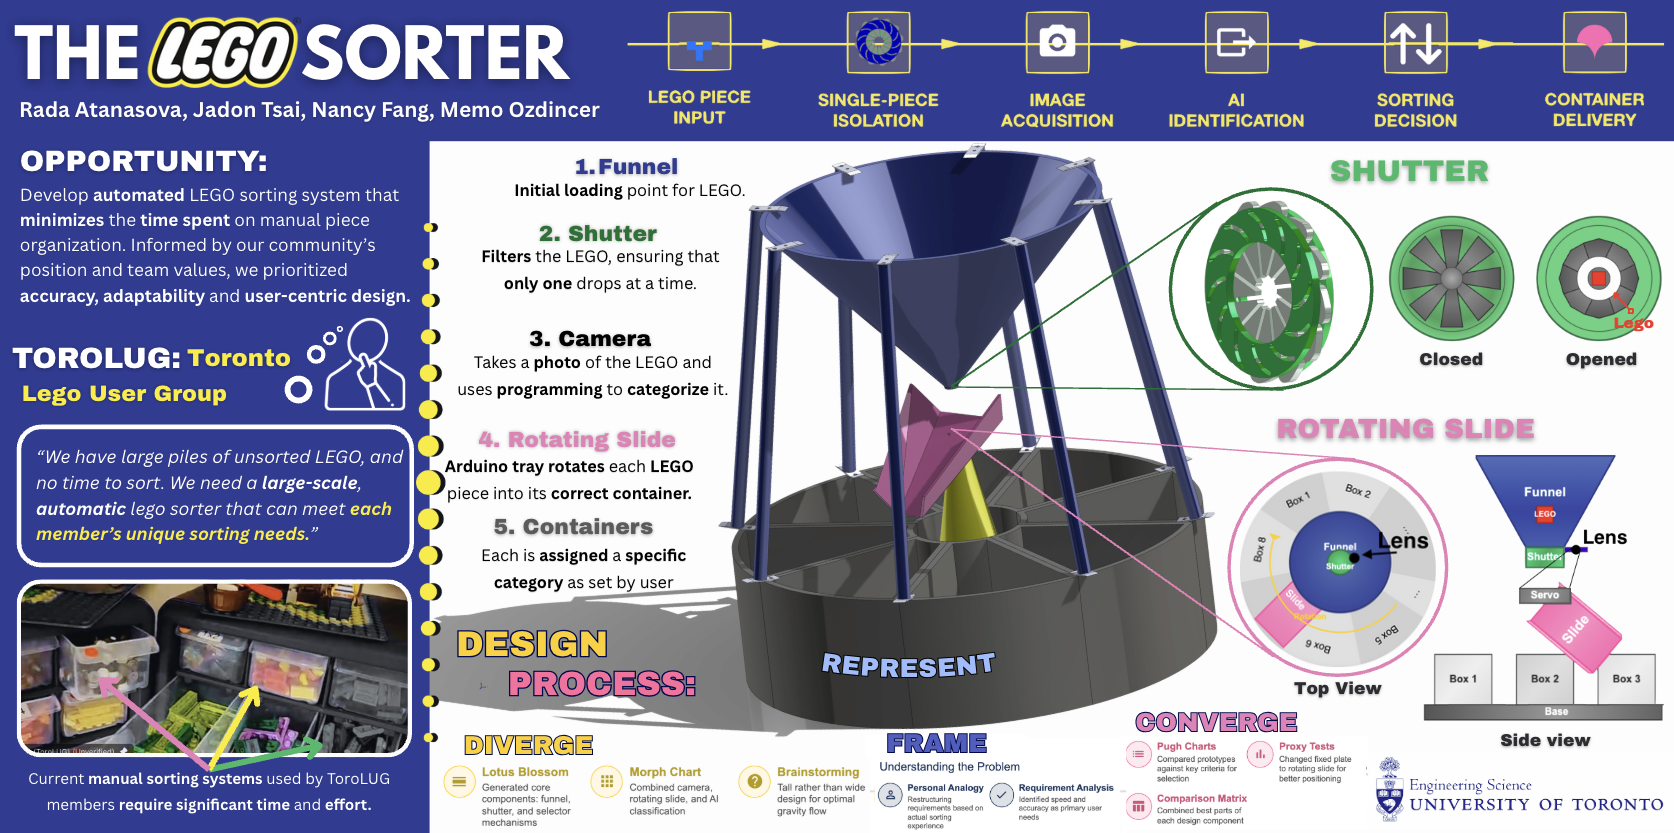 THE LEGO SORTER
Rada Atanasova, Jadon Tsai, Nancy Fang, Memo Ozdincer
LEGO PIECE
INPUT
SINGLE-PIECE
ISOLATION
IMAGE
ACQUISITION
AI
IDENTIFICATION
SORTING
DECISION
CONTAINER
DELIVERY
OPPORTUNITY:
Develop automated LEGO sorting system that
minimizes the time spent on manual piece
organization. Informed by our community's
position and team values, we prioritized
accuracy, adaptability and user-centric design.
TOROLUG: Toronto
Lego User Group
"We have large piles of unsorted LEGO, and
no time to sort. We need a large-scale,
automatic lego sorter that can meet each
member's unique sorting needs."
(ToroLUG) (Unverified)
Current manual sorting systems used by ToroLUG
members require significant time and effort.
1. Funnel
Initial loading point for LEGO.
2. Shutter
Filters the LEGO, ensuring that
only one drops at a time.
3. Camera
Takes a photo of the LEGO and
uses programming to categorize it.
4. Rotating Slide
Arduino tray rotates each LEGO
piece into its correct container.
5. Containers
Each is assigned a specific
category as set by user
SHUTTER
Lego
Closed
Opened
ROTATING SLIDE
Box 1
Box 2
...
Box 8
Funnel
Shutter
Lens
Slide
Rotation
...
Box 6
Box 5
Top View
Funnel
LEGO
Shutter
Lens
Servo
Slide
Box 1
Box 2
Box 3
Base
Side view
DESIGN
PROCESS:
REPRESENT
DIVERGE
Lotus Blossom
Generated core
components: funnel,
shutter, and selector
mechanisms
Morph Chart
Combined camera,
rotating slide, and AI
classification
Brainstorming
Tall rather than wide
design for optimal
gravity flow
FRAME
Understanding the Problem
Personal Analogy
Restructuring
requirements based on
actual sorting
experience
Requirement Analysis
Identified speed and
accuracy as primary user
needs
CONVERGE
Pugh Charts
Compared prototypes
against key criteria for
selection
Proxy Tests
Changed fixed plate
to rotating slide for
better positioning
Comparison Matrix
Combined best parts of
each design component
Engineering Science
UNIVERSITY OF TORONTO